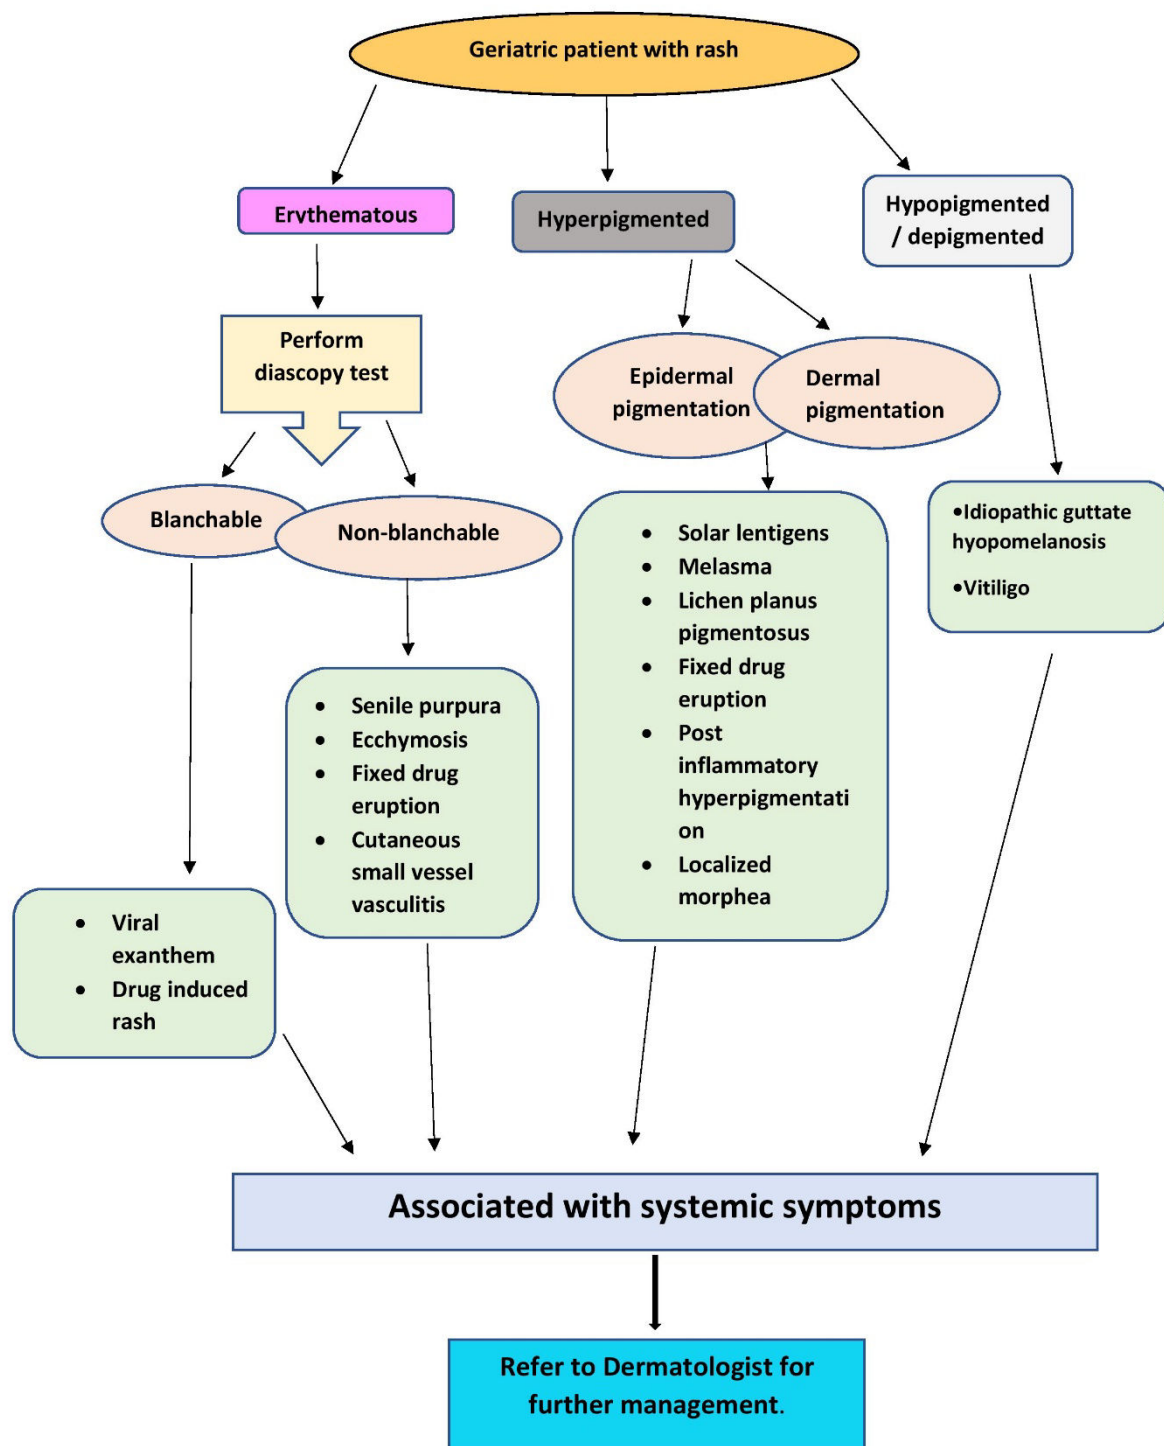 Geriatric patient with rash
Erythematous
Hyperpigmented
Hypopigmented
/ depigmented
Perform
diascopy test
Epidermal
pigmentation
Dermal
pigmentation
Blanchable
Non-blanchable
•Idiopathic guttate
hyopomelanosis
•Vitiligo
• Solar lentigens
• Melasma
• Lichen planus
pigmentosus
• Fixed drug
eruption
• Post
inflammatory
hyperpigmentati
on
• Localized
morphea
• Senile purpura
• Ecchymosis
• Fixed drug
eruption
• Cutaneous
small vessel
vasculitis
• Viral
exanthem
• Drug induced
rash
Associated with systemic symptoms
Refer to Dermatologist for
further management.